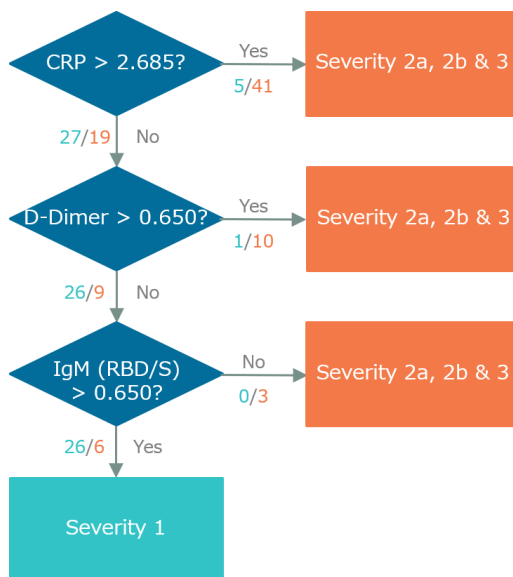 CRP > 2.685?
Yes
5/41
Severity 2a, 2b & 3
27/19 No
D-Dimer > 0.650?
Yes
1/10
Severity 2a, 2b & 3
26/9 No
IgM (RBD/S)
> 0.650?
No
0/3
Severity 2a, 2b & 3
26/6 Yes
Severity 1